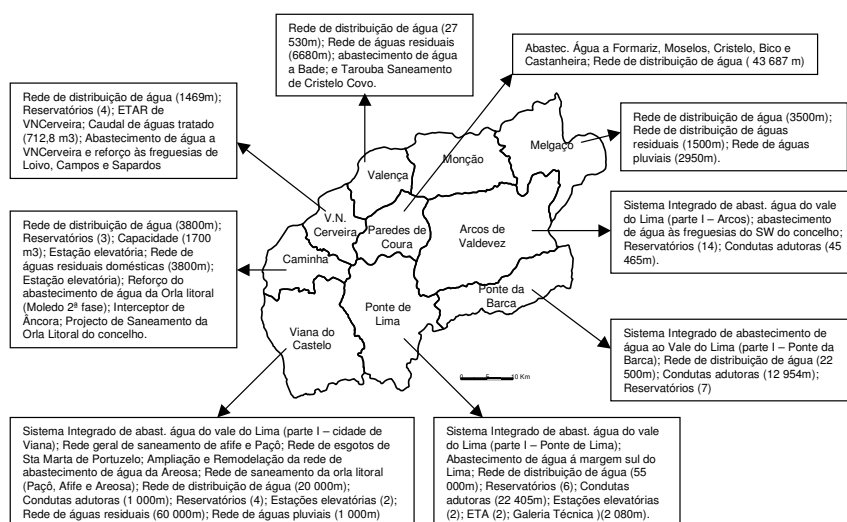 Rede de distribuição de água (27
530m); Rede de águas residuais
(6680m); abastecimento de água
a Bade; e Tarouba Saneamento
de Cristelo Covo.
Abastec. Água a Formariz, Moselos, Cristelo, Bico e
Castanheira; Rede de distribuição de água ( 43 687 m)
Rede de distribuição de água (1469m);
Reservatórios (4); ETAR de
VNCerveira; Caudal de águas tratado
(712,8 m3); Abastecimento de água a
VNCerveira e reforço às freguesias de
Loivo, Campos e Sapardos
Rede de distribuição de água (3500m);
Rede de distribuição de águas
residuais (1500m); Rede de águas
pluviais (2950m).
Melgaço
Monção
Valença
V.N.
Cerveira
Paredes de
Coura
Arcos de
Valdevez
Caminha
Ponte da
Barca
Ponte de
Lima
Viana do
Castelo
0 5 10 Km
Sistema Integrado de abast. água do vale
do Lima (parte I – Arcos); abastecimento
de água às freguesias do SW do concelho;
Reservatórios (14); Condutas adutoras (45
465m).
Rede de distribuição de água (3800m);
Reservatórios (3); Capacidade (1700
m3); Estação elevatória; Rede de
águas residuais domésticas (3800m);
Estação elevatória); Reforço do
abastecimento de água da Orla litoral
(Moledo 2ª fase); Interceptor de
Âncora; Projecto de Saneamento da
Orla Litoral do concelho.
Sistema Integrado de abastecimento de
água ao Vale do Lima (parte I – Ponte da
Barca); Rede de distribuição de água (22
500m); Condutas adutoras (12 954m);
Reservatórios (7)
Sistema Integrado de abast. água do vale do Lima (parte I – cidade de
Viana); Rede geral de saneamento de afife e Paçô; Rede de esgotos de
Sta Marta de Portuzelo; Ampliação e Remodelação da rede de
abastecimento de água da Areosa; Rede de saneamento da orla litoral
(Paçô, Afife e Areosa); Rede de distribuição de água (20 000m);
Condutas adutoras (1 000m); Reservatórios (4); Estações elevatórias (2);
Rede de águas residuais (60 000m); Rede de águas pluviais (1 000m)
Sistema Integrado de abast. água do vale
do Lima (parte I – Ponte de Lima);
Abastecimento de água á margem sul do
Lima; Rede de distribuição de água (55
000m); Reservatórios (6); Condutas
adutoras (22 405m); Estações elevatórias
(2); ETA (2); Galeria Técnica )(2 080m).